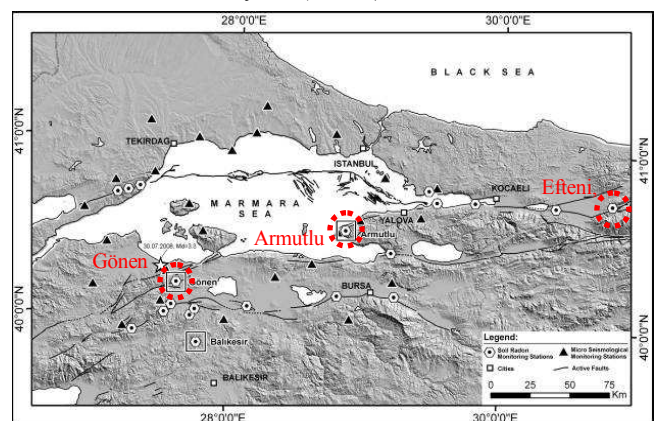 28°0'0"E
30°0'0"E
BLACK SEA
41°0'0"N
41°0'0"N
TEKIRDAG
ISTANBUL
KOCAELI
Efteni
MARMARA
SEA
YALOVA
Armutlu
Armutlu
30.07.2008, Md=3.3
Gönen
Gönen
BURSA
40°0'0"N
40°0'0"N
Balıkesir
BALIKESIR
Legend:
Soil Radon
Monitoring Stations
Micro Seismological
Monitoring Stations
Cities
Active Faults
0 25 50 75
Km
28°0'0"E
30°0'0"E